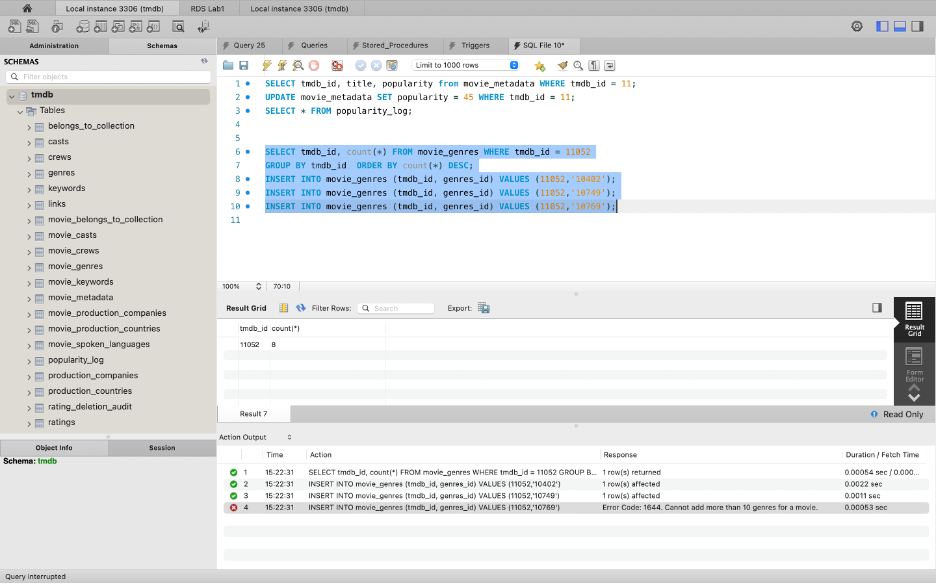 Local instance 3306 (tmdb)
RDS Lab1
Local instance 3306 (tmdb)
Administration
Schemas
Query 25
Queries
Stored_Procedures
Triggers
SQL File 10*
SCHEMAS
Filter objects
Limit to 1000 rows
tmdb
Tables
belongs_to_collection
casts
crews
genres
keywords
links
movie_belongs_to_collection
movie_casts
movie_crews
movie_genres
movie_keywords
movie_metadata
movie_production_companies
movie_production_countries
movie_spoken_languages
popularity_log
production_companies
production_countries
rating_deletion_audit
ratings
1 SELECT tmdb_id, title, popularity from movie_metadata WHERE tmdb_id = 11;
2 UPDATE movie_metadata SET popularity = 45 WHERE tmdb_id = 11;
3 SELECT * FROM popularity_log;
4
5
6 SELECT tmdb_id, count(*) FROM movie_genres WHERE tmdb_id = 11052
7 GROUP BY tmdb_id ORDER BY count(*) DESC;
8 INSERT INTO movie_genres (tmdb_id, genres_id) VALUES (11052,'10402');
9 INSERT INTO movie_genres (tmdb_id, genres_id) VALUES (11052,'10749');
10 INSERT INTO movie_genres (tmdb_id, genres_id) VALUES (11052,'10769');
11
100% 70:10
Result Grid Filter Rows: Search Export:
tmdb_id count(*)
11052 8
Result Grid
Form Editor
Result 7
Read Only
Object Info
Session
Schema: tmdb
Action Output
Time Action Response Duration / Fetch Time
1 15:22:31 SELECT tmdb_id, count(*) FROM movie_genres WHERE tmdb_id = 11052 GROUP B... 1 row(s) returned 0.00054 sec / 0.000...
2 15:22:31 INSERT INTO movie_genres (tmdb_id, genres_id) VALUES (11052,'10402') 1 row(s) affected 0.0022 sec
3 15:22:31 INSERT INTO movie_genres (tmdb_id, genres_id) VALUES (11052,'10749') 1 row(s) affected 0.0011 sec
4 15:22:31 INSERT INTO movie_genres (tmdb_id, genres_id) VALUES (11052,'10769') Error Code: 1644. Cannot add more than 10 genres for a movie. 0.00053 sec
Query interrupted